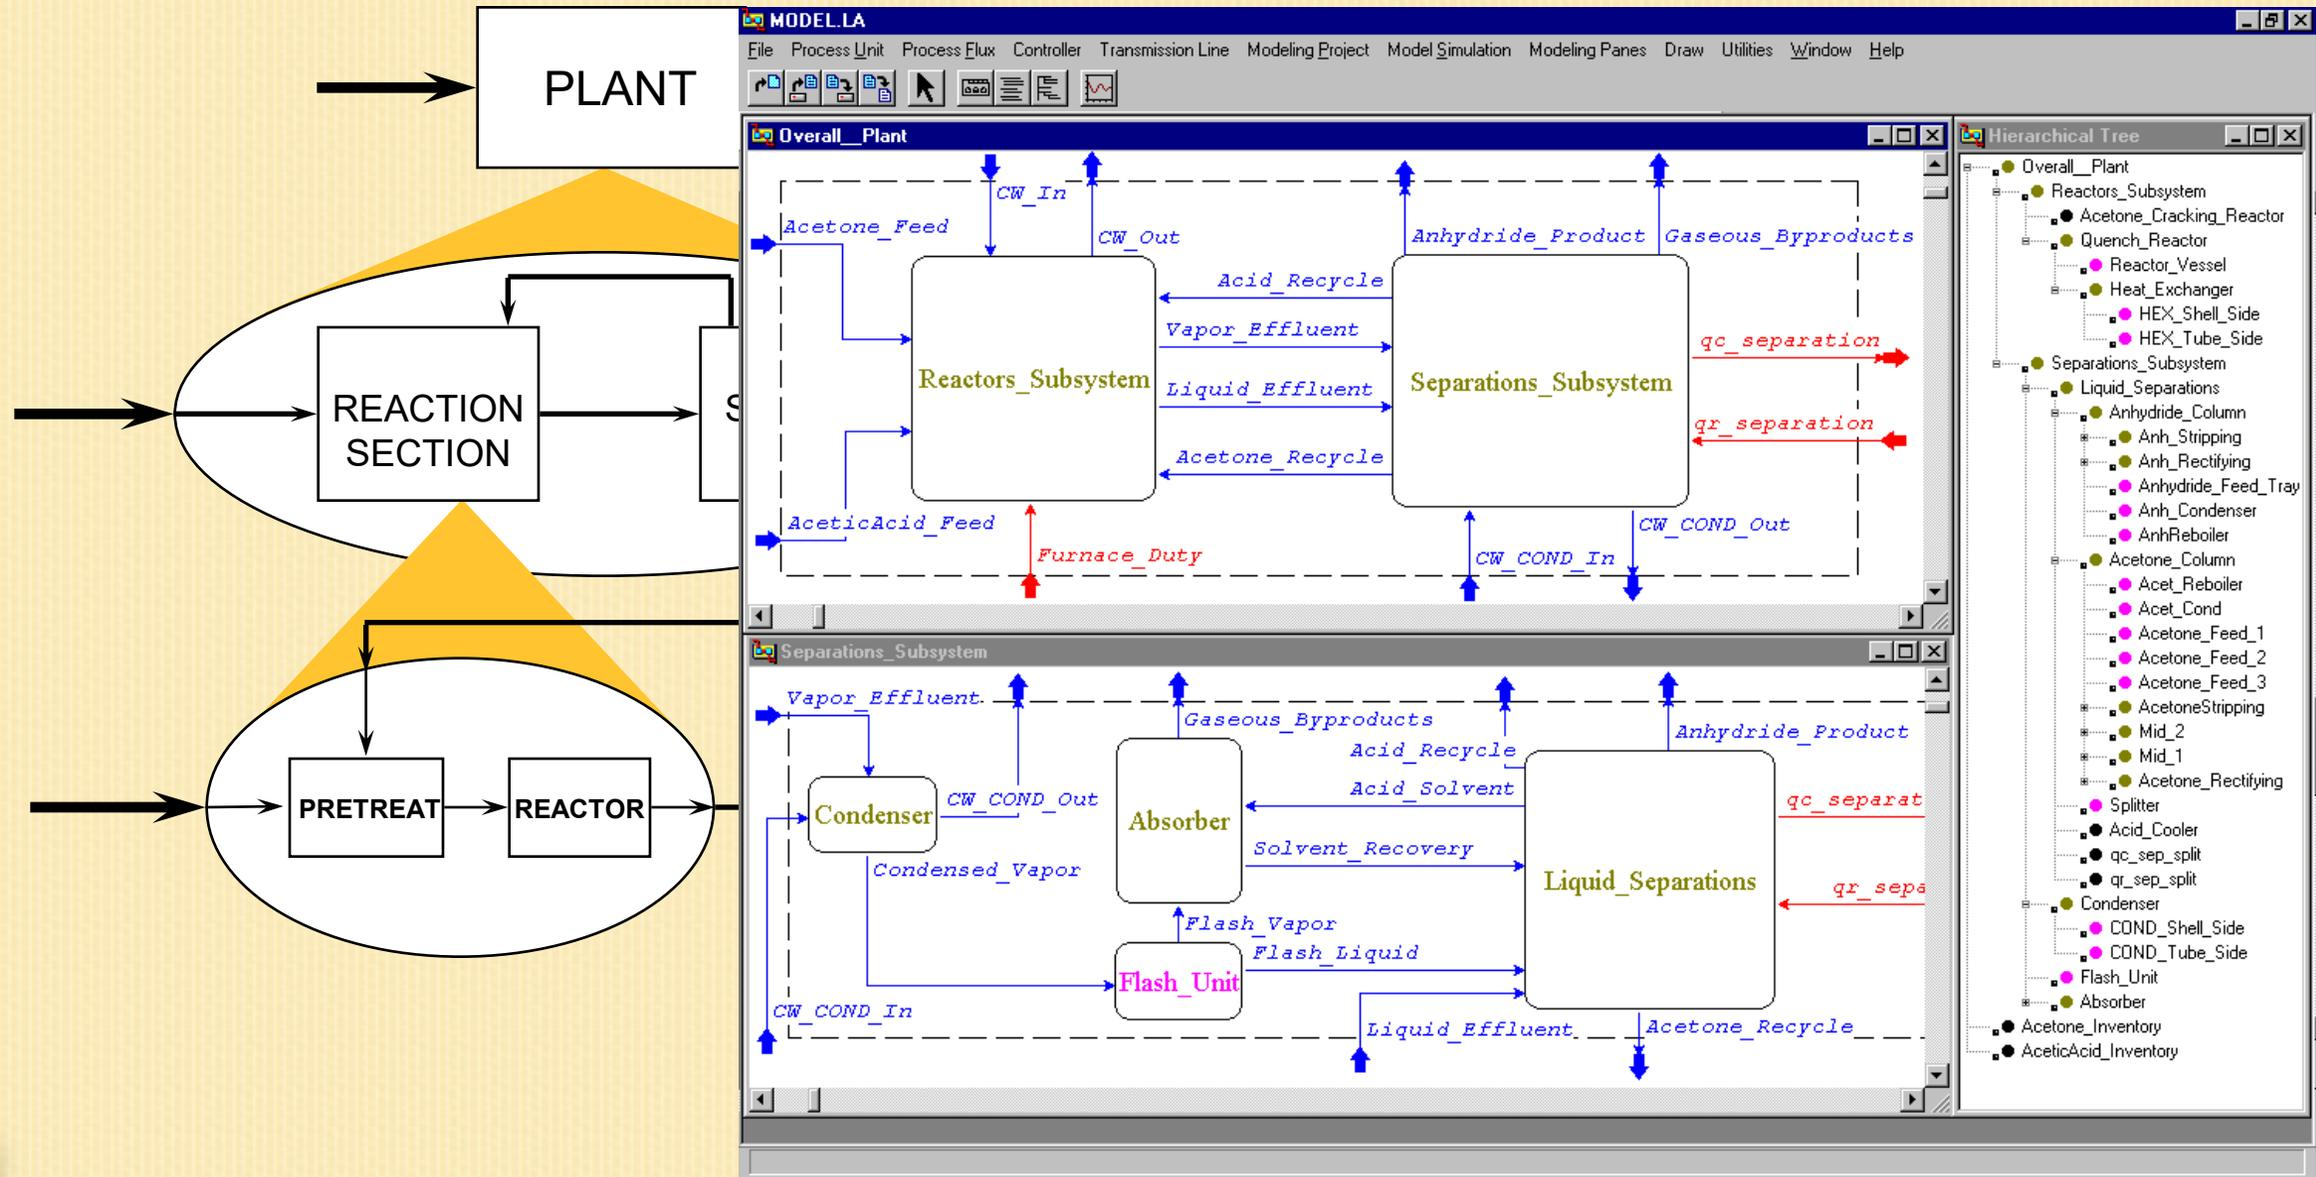 PLANT
REACTION
SECTION
S
PRETREAT
REACTOR
MODEL.LA
File Process Unit Process Flux Controller Transmission Line Modeling Project Model Simulation Modeling Panes Draw Utilities Window Help
Overall__Plant
CW_In
Acetone_Feed
CW_Out
Anhydride_Product
Gaseous_Byproducts
Acid_Recycle
Vapor_Effluent
qc_separation
Reactors_Subsystem
Separations_Subsystem
Liquid_Effluent
qr_separation
Acetone_Recycle
AceticAcid_Feed
CW_COND_Out
Furnace_Duty
CW_COND_In
Separations_Subsystem
Vapor_Effluent
Gaseous_Byproducts
Anhydride_Product
Acid_Recycle
Acid_Solvent
CW_COND_Out
qc_separat
Condenser
Absorber
Solvent_Recovery
Condensed_Vapor
Liquid_Separations
qr_sepa
Flash_Vapor
Flash_Liquid
Flash_Unit
CW_COND_In
Liquid_Effluent
Acetone_Recycle
Hierarchical Tree
Overall__Plant
Reactors_Subsystem
Acetone_Cracking_Reactor
Quench_Reactor
Reactor_Vessel
Heat_Exchanger
HEX_Shell_Side
HEX_Tube_Side
Separations_Subsystem
Liquid_Separations
Anhydride_Column
Anh_Stripping
Anh_Rectifying
Anhydride_Feed_Tray
Anh_Condenser
AnhReboiler
Acetone_Column
Acet_Reboiler
Acet_Cond
Acetone_Feed_1
Acetone_Feed_2
Acetone_Feed_3
AcetoneStripping
Mid_2
Mid_1
Acetone_Rectifying
Splitter
Acid_Cooler
qc_sep_split
qr_sep_split
Condenser
COND_Shell_Side
COND_Tube_Side
Flash_Unit
Absorber
Acetone_Inventory
AceticAcid_Inventory